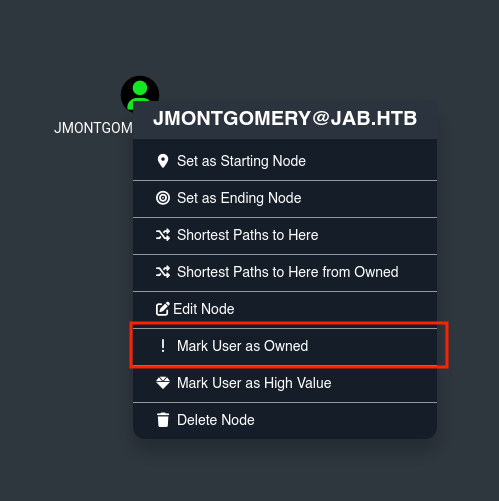 JMONTGOM
JMONTGOMERY@JAB.HTB
Set as Starting Node
Set as Ending Node
Shortest Paths to Here
Shortest Paths to Here from Owned
Edit Node
Mark User as Owned
Mark User as High Value
Delete Node